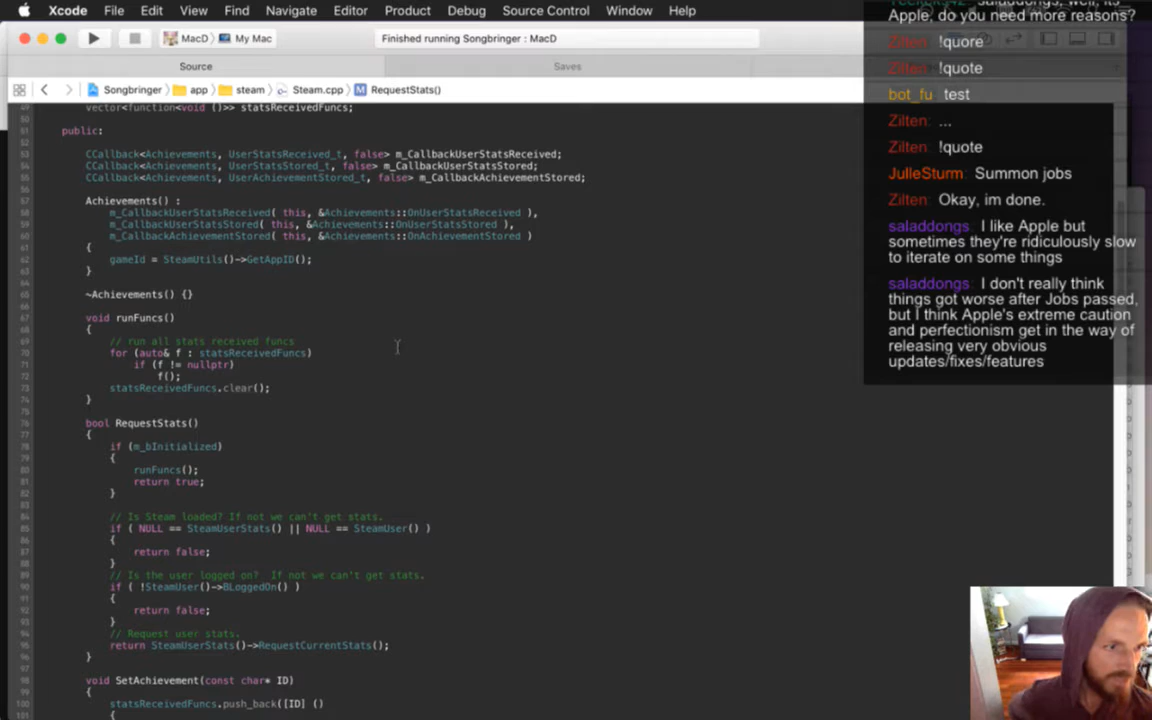 Xcode File Edit View Find Navigate Editor Product Debug Source Control Window Help
MacD My Mac
Finished running Songbringer : MacD
Source
Saves
Songbringer app steam Steam.cpp RequestStats()
vector<function<void ()>> statsReceivedFuncs;
public:
CCallback<Achievements, UserStatsReceived_t, false> m_CallbackUserStatsReceived;
CCallback<Achievements, UserStatsStored_t, false> m_CallbackUserStatsStored;
CCallback<Achievements, UserAchievementStored_t, false> m_CallbackAchievementStored;
Achievements() :
m_CallbackUserStatsReceived( this, &Achievements::OnUserStatsReceived ),
m_CallbackUserStatsStored( this, &Achievements::OnUserStatsStored ),
m_CallbackAchievementStored( this, &Achievements::OnAchievementStored )
{
gameId = SteamUtils()->GetAppID();
}
~Achievements() {}
void runFuncs()
{
// run all stats received funcs
for (auto& f : statsReceivedFuncs)
if (f != nullptr)
f();
statsReceivedFuncs.clear();
}
bool RequestStats()
{
if (m_bInitialized)
{
runFuncs();
return true;
}
// Is Steam loaded? If not we can't get stats.
if ( NULL == SteamUserStats() || NULL == SteamUser() )
{
return false;
}
// Is the user logged on?  If not we can't get stats.
if ( !SteamUser()->BLoggedOn() )
{
return false;
}
// Request user stats.
return SteamUserStats()->RequestCurrentStats();
}
void SetAchievement(const char* ID)
{
statsReceivedFuncs.push_back([ID] ()
{
Apple, do you need more reasons?
Zilten: !quore
Zilten: !quote
bot_fu: test
Zilten: ...
Zilten: !quote
JulleSturm: Summon jobs
Zilten: Okay, im done.
saladdongs: I like Apple but
sometimes they're ridiculously slow
to iterate on some things
saladdongs: I don't really think
things got worse after Jobs passed,
but I think Apple's extreme caution
and perfectionism get in the way of
releasing very obvious
updates/fixes/features